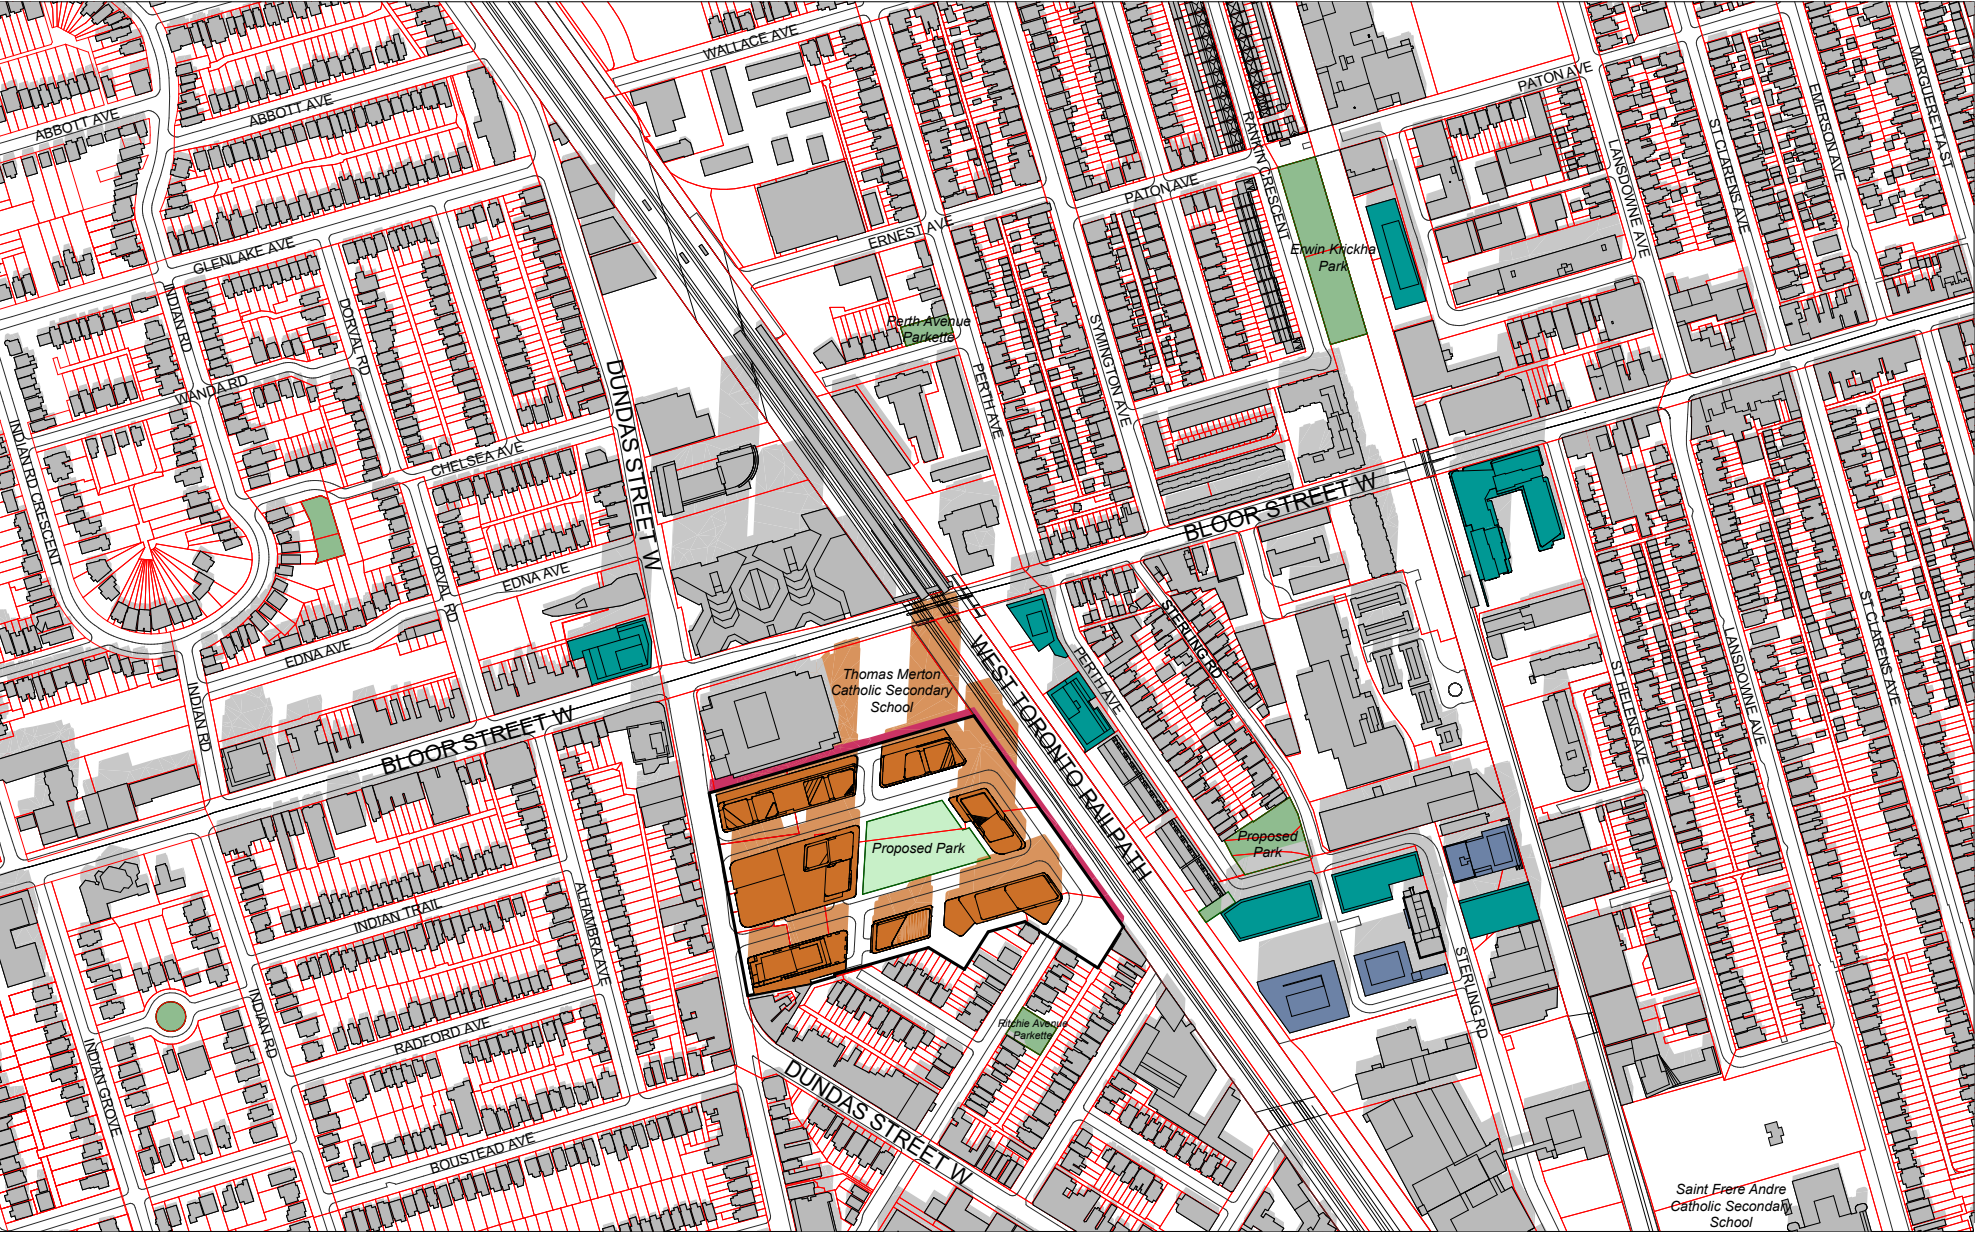 WALLACE AVE
MARGUERETTA ST
PATON AVE
EMERSON AVE
ABBOTT AVE
ABBOTT AVE
RANKIN CRESCENT
ST CLARENS AVE
LANSDOWNE AVE
PATON AVE
ERNEST AVE
GLENLAKE AVE
Erwin Krickha
Park
INDIAN RD
DORVAL RD
Perth Avenue
Parkette
SYMINGTON AVE
WANDA RD
PERTH AVE
DUNDAS STREET W
INDIAN RD CRESCENT
CHELSEA AVE
BLOOR STREET W
EDNA AVE
DORVAL RD
STERLING RD
ST CLARENS AVE
EDNA AVE
LANSDOWNE AVE
PERTH AVE
WEST TORONTO RAILPATH
Thomas Merton
Catholic Secondary
School
ST HELENS AVE
INDIAN RD
BLOOR STREET W
Proposed Park
Proposed
Park
INDIAN TRAIL
ALHAMBRA AVE
STERLING RD
INDIAN RD
RADFORD AVE
Ritchie Avenue
Parkette
INDIAN GROVE
DUNDAS STREET W
BOUSTEAD AVE
Saint Frere Andre
Catholic Secondary
School